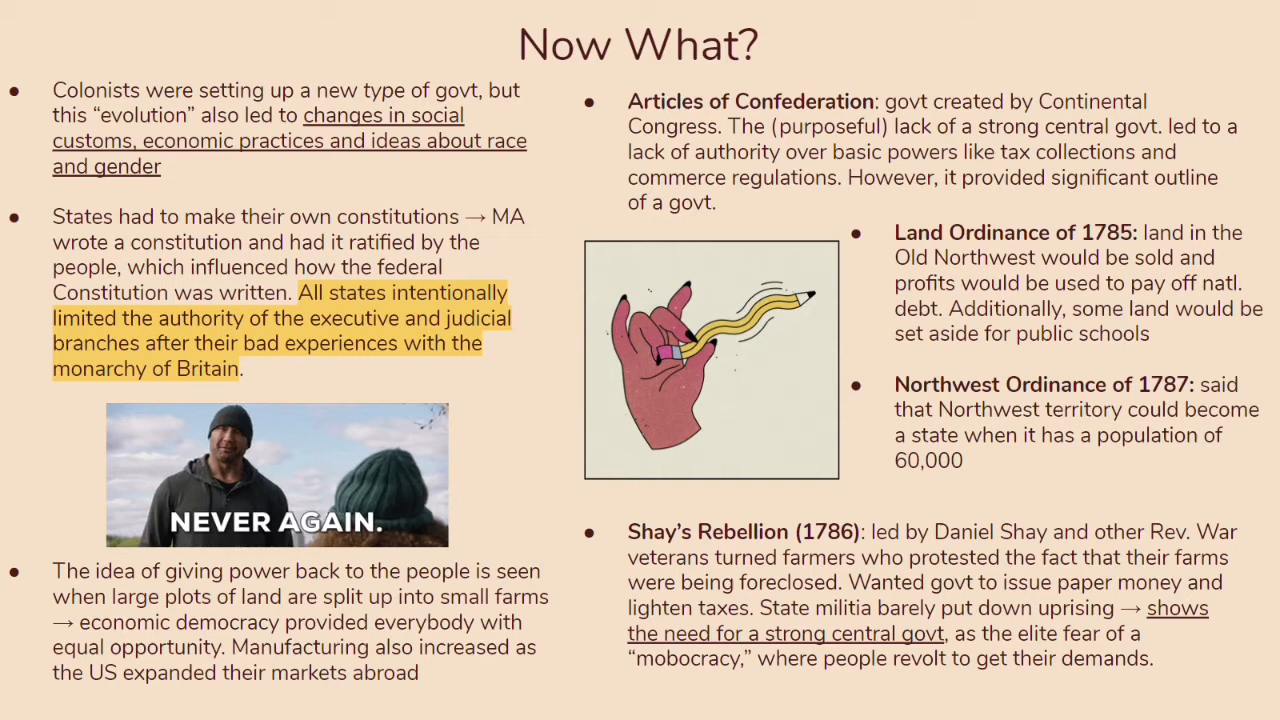 Now What?
● Colonists were setting up a new type of govt, but
this “evolution” also led to changes in social
customs, economic practices and ideas about race
and gender
● States had to make their own constitutions → MA
wrote a constitution and had it ratified by the
people, which influenced how the federal
Constitution was written. All states intentionally
limited the authority of the executive and judicial
branches after their bad experiences with the
monarchy of Britain.
NEVER AGAIN.
● The idea of giving power back to the people is seen
when large plots of land are split up into small farms
→ economic democracy provided everybody with
equal opportunity. Manufacturing also increased as
the US expanded their markets abroad
● Articles of Confederation: govt created by Continental
Congress. The (purposeful) lack of a strong central govt. led to a
lack of authority over basic powers like tax collections and
commerce regulations. However, it provided significant outline
of a govt.
● Land Ordinance of 1785: land in the
Old Northwest would be sold and
profits would be used to pay off natl.
debt. Additionally, some land would be
set aside for public schools
● Northwest Ordinance of 1787: said
that Northwest territory could become
a state when it has a population of
60,000
● Shay’s Rebellion (1786): led by Daniel Shay and other Rev. War
veterans turned farmers who protested the fact that their farms
were being foreclosed. Wanted govt to issue paper money and
lighten taxes. State militia barely put down uprising → shows
the need for a strong central govt, as the elite fear of a
“mobocracy,” where people revolt to get their demands.